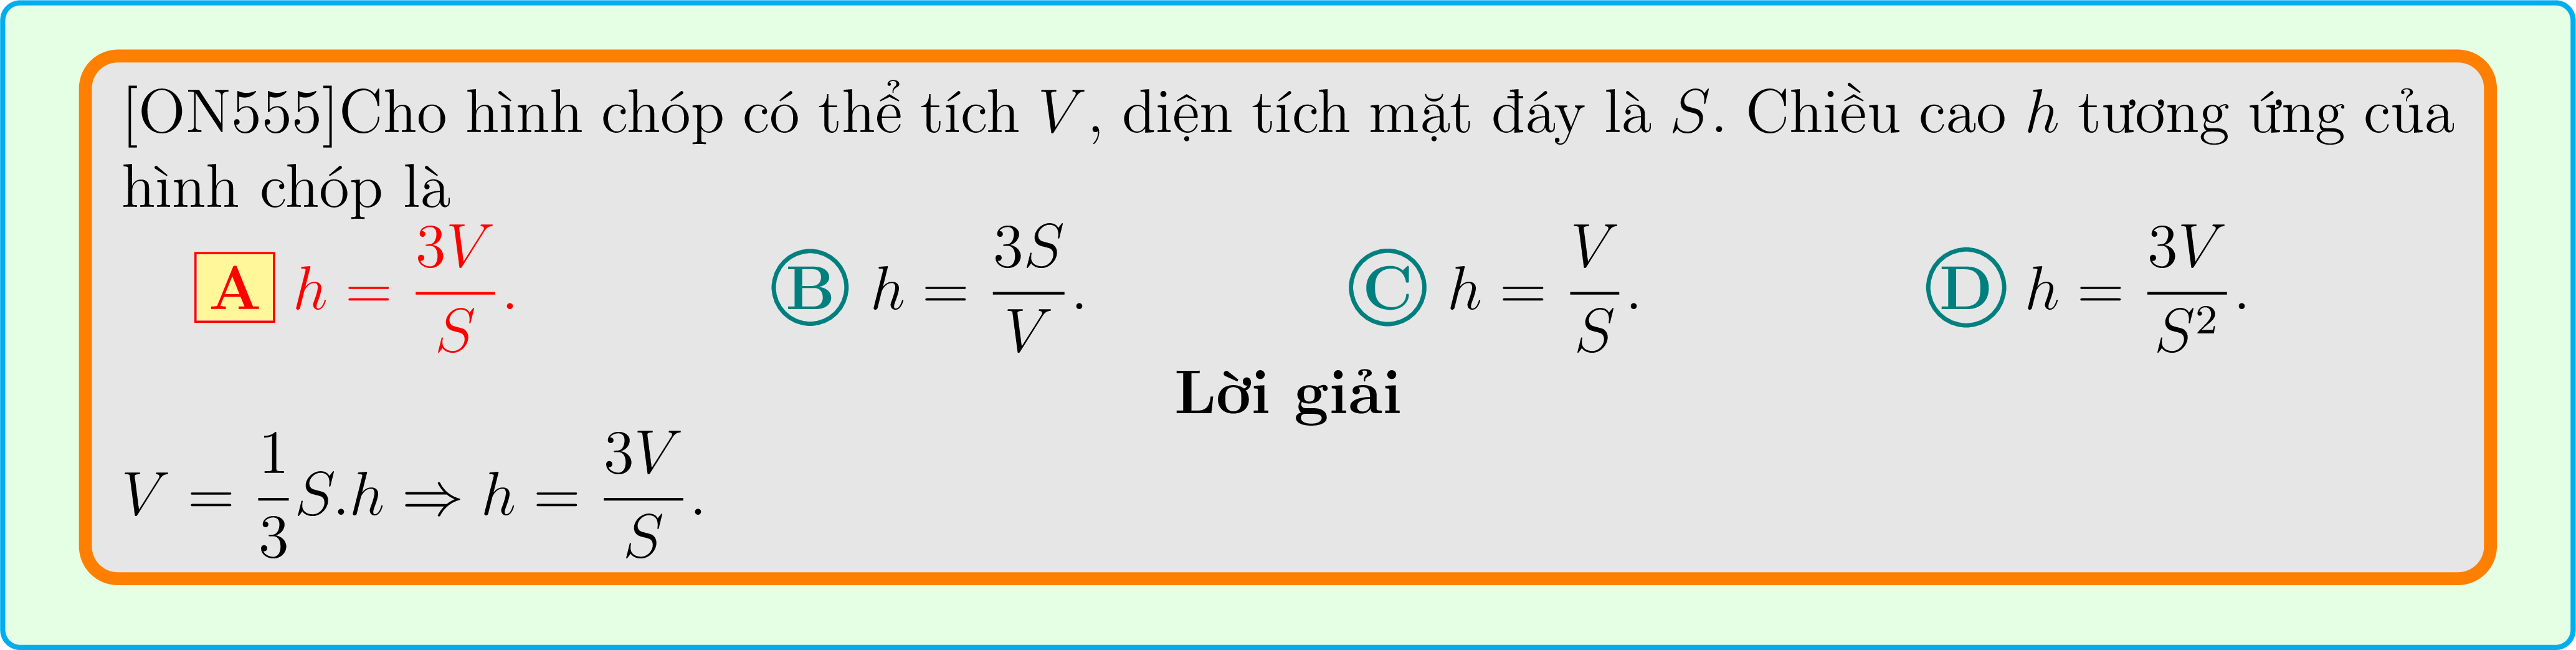 [ON555]Cho hình chóp có thể tích V, diện tích mặt đáy là S. Chiều cao h tương ứng của
hình chóp là
A h = \frac{3V}{S}. B h = \frac{3S}{V}. C h = \frac{V}{S}. D h = \frac{3V}{S^2}.
Lời giải
V = \frac{1}{3}S.h ⇒ h = \frac{3V}{S}.